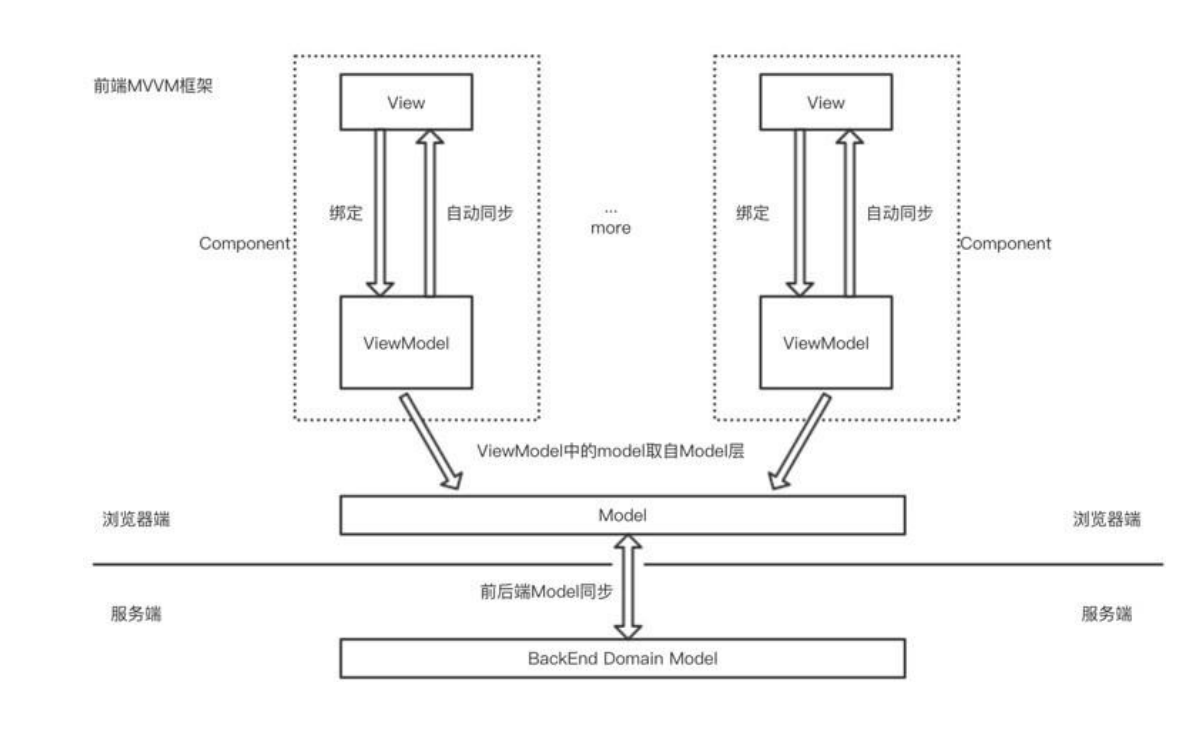 前端MVVM框架
View
View
绑定
自动同步
...
more
绑定
自动同步
Component
Component
ViewModel
ViewModel
ViewModel中的model取自Model层
浏览器端
Model
浏览器端
前后端Model同步
服务端
服务端
BackEnd Domain Model